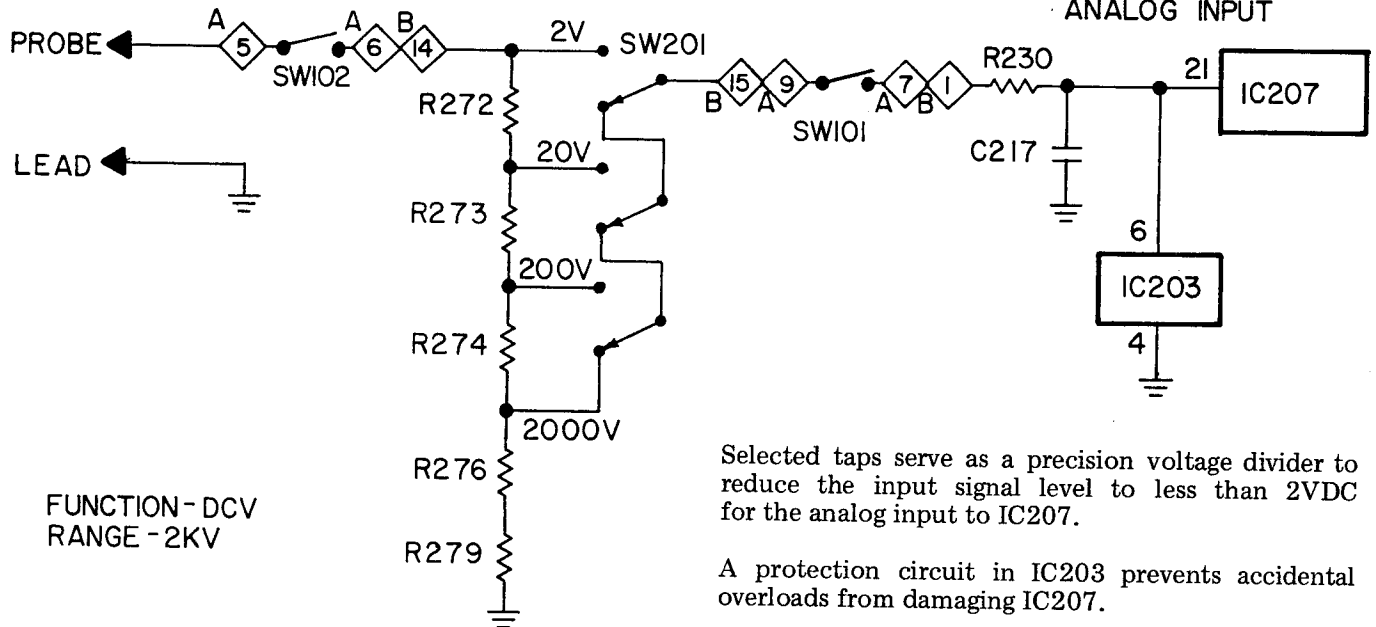 ANALOG INPUT
PROBE
A
5
SW102
A
6
B
14
2V
SW201
15
B
9
A
SW101
7
A
1
B
R230
21
IC207
R272
C217
LEAD
20V
R273
6
IC203
4
200V
R274
2000V
R276
R279
FUNCTION-DCV
RANGE-2KV
Selected taps serve as a precision voltage divider to
reduce the input signal level to less than 2VDC
for the analog input to IC207.
A protection circuit in IC203 prevents accidental
overloads from damaging IC207.